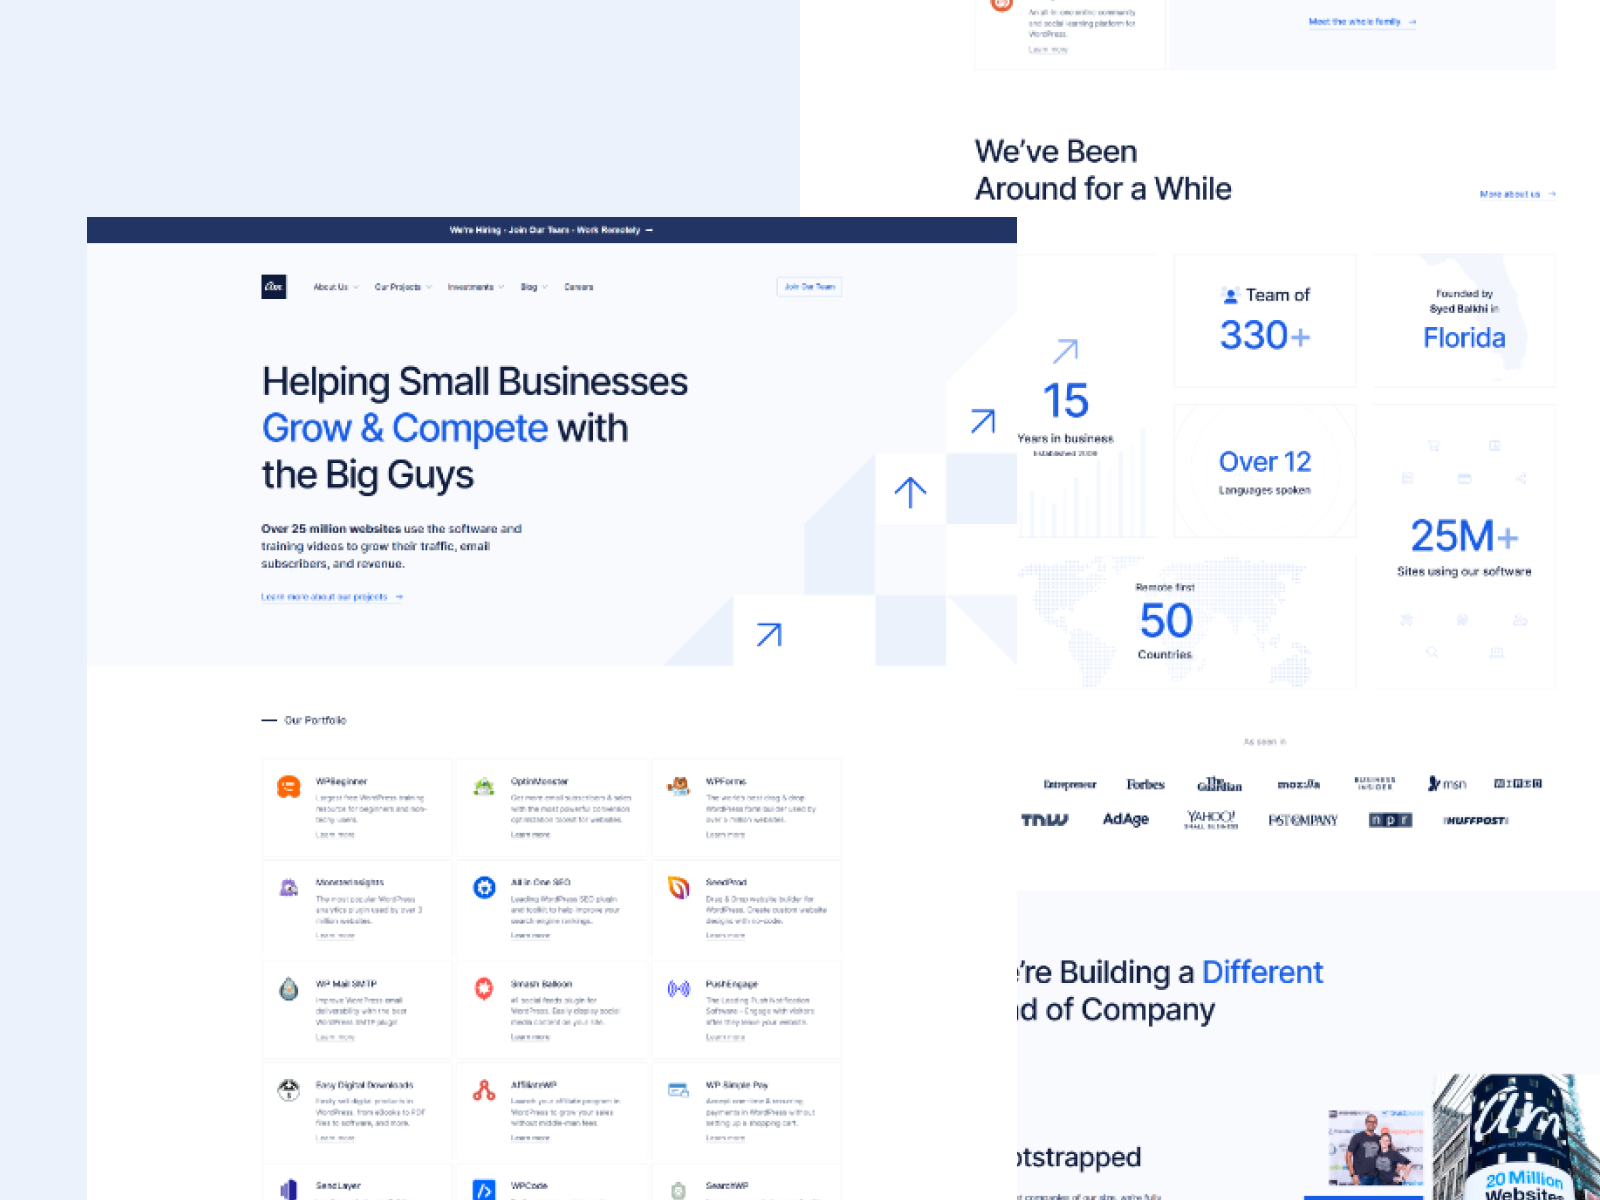 An all-in-one online community
and social learning platform for
WordPress.
Learn more
Meet the whole family →
We've Been
Around for a While
More about us →
We're Hiring - Join Our Team - Work Remotely →
am
About Us
Our Projects
Investments
Blog
Careers
Join Our Team
Helping Small Businesses
Grow & Compete with
the Big Guys
Over 25 million websites use the software and
training videos to grow their traffic, email
subscribers, and revenue.
Learn more about our projects →
15
Years in business
Established 2009
Team of
330+
Founded by
Syed Balkhi in
Florida
Over 12
Languages spoken
25M+
Sites using our software
Remote first
50
Countries
As seen in
Entrepreneur
Forbes
The Guardian
moz://a
BUSINESS
INSIDER
msn
WIRED
TNW
AdAge
YAHOO!
SMALL BUSINESS
FAST COMPANY
npr
HUFFPOST
Our Portfolio
WPBeginner
Largest free WordPress training
resource for beginners and non-
techy users.
Learn more
OptinMonster
Get more email subscribers & sales
with the most powerful conversion
optimization toolkit for websites.
Learn more
WPForms
The world's best drag & drop
WordPress form builder used by
over 6 million websites.
Learn more
MonsterInsights
The most popular WordPress
analytics plugin used by over 3
million websites.
Learn more
All in One SEO
Leading WordPress SEO plugin
and toolkit to help improve your
search engine rankings.
Learn more
SeedProd
Drag & Drop website builder for
WordPress. Create custom website
designs with no-code.
Learn more
WP Mail SMTP
Improve WordPress email
deliverability with the best
WordPress SMTP plugin
Learn more
Smash Balloon
#1 social feeds plugin for
WordPress. Easily display social
media content on your site.
Learn more
PushEngage
The Leading Push Notification
Software - Engage with visitors
after they leave your website.
Learn more
Easy Digital Downloads
Easily sell digital products in
WordPress, from eBooks to PDF
files to software, and more.
Learn more
AffiliateWP
Launch your affiliate program in
WordPress to grow your sales
without middle-man fees
Learn more
WP Simple Pay
Accept one-time & recurring
payments in WordPress without
setting up a shopping cart.
Learn more
SendLayer
WPCode
SearchWP
're Building a Different
nd of Company
otstrapped
t companies of our size, we're fully
am
20 Million
Websites